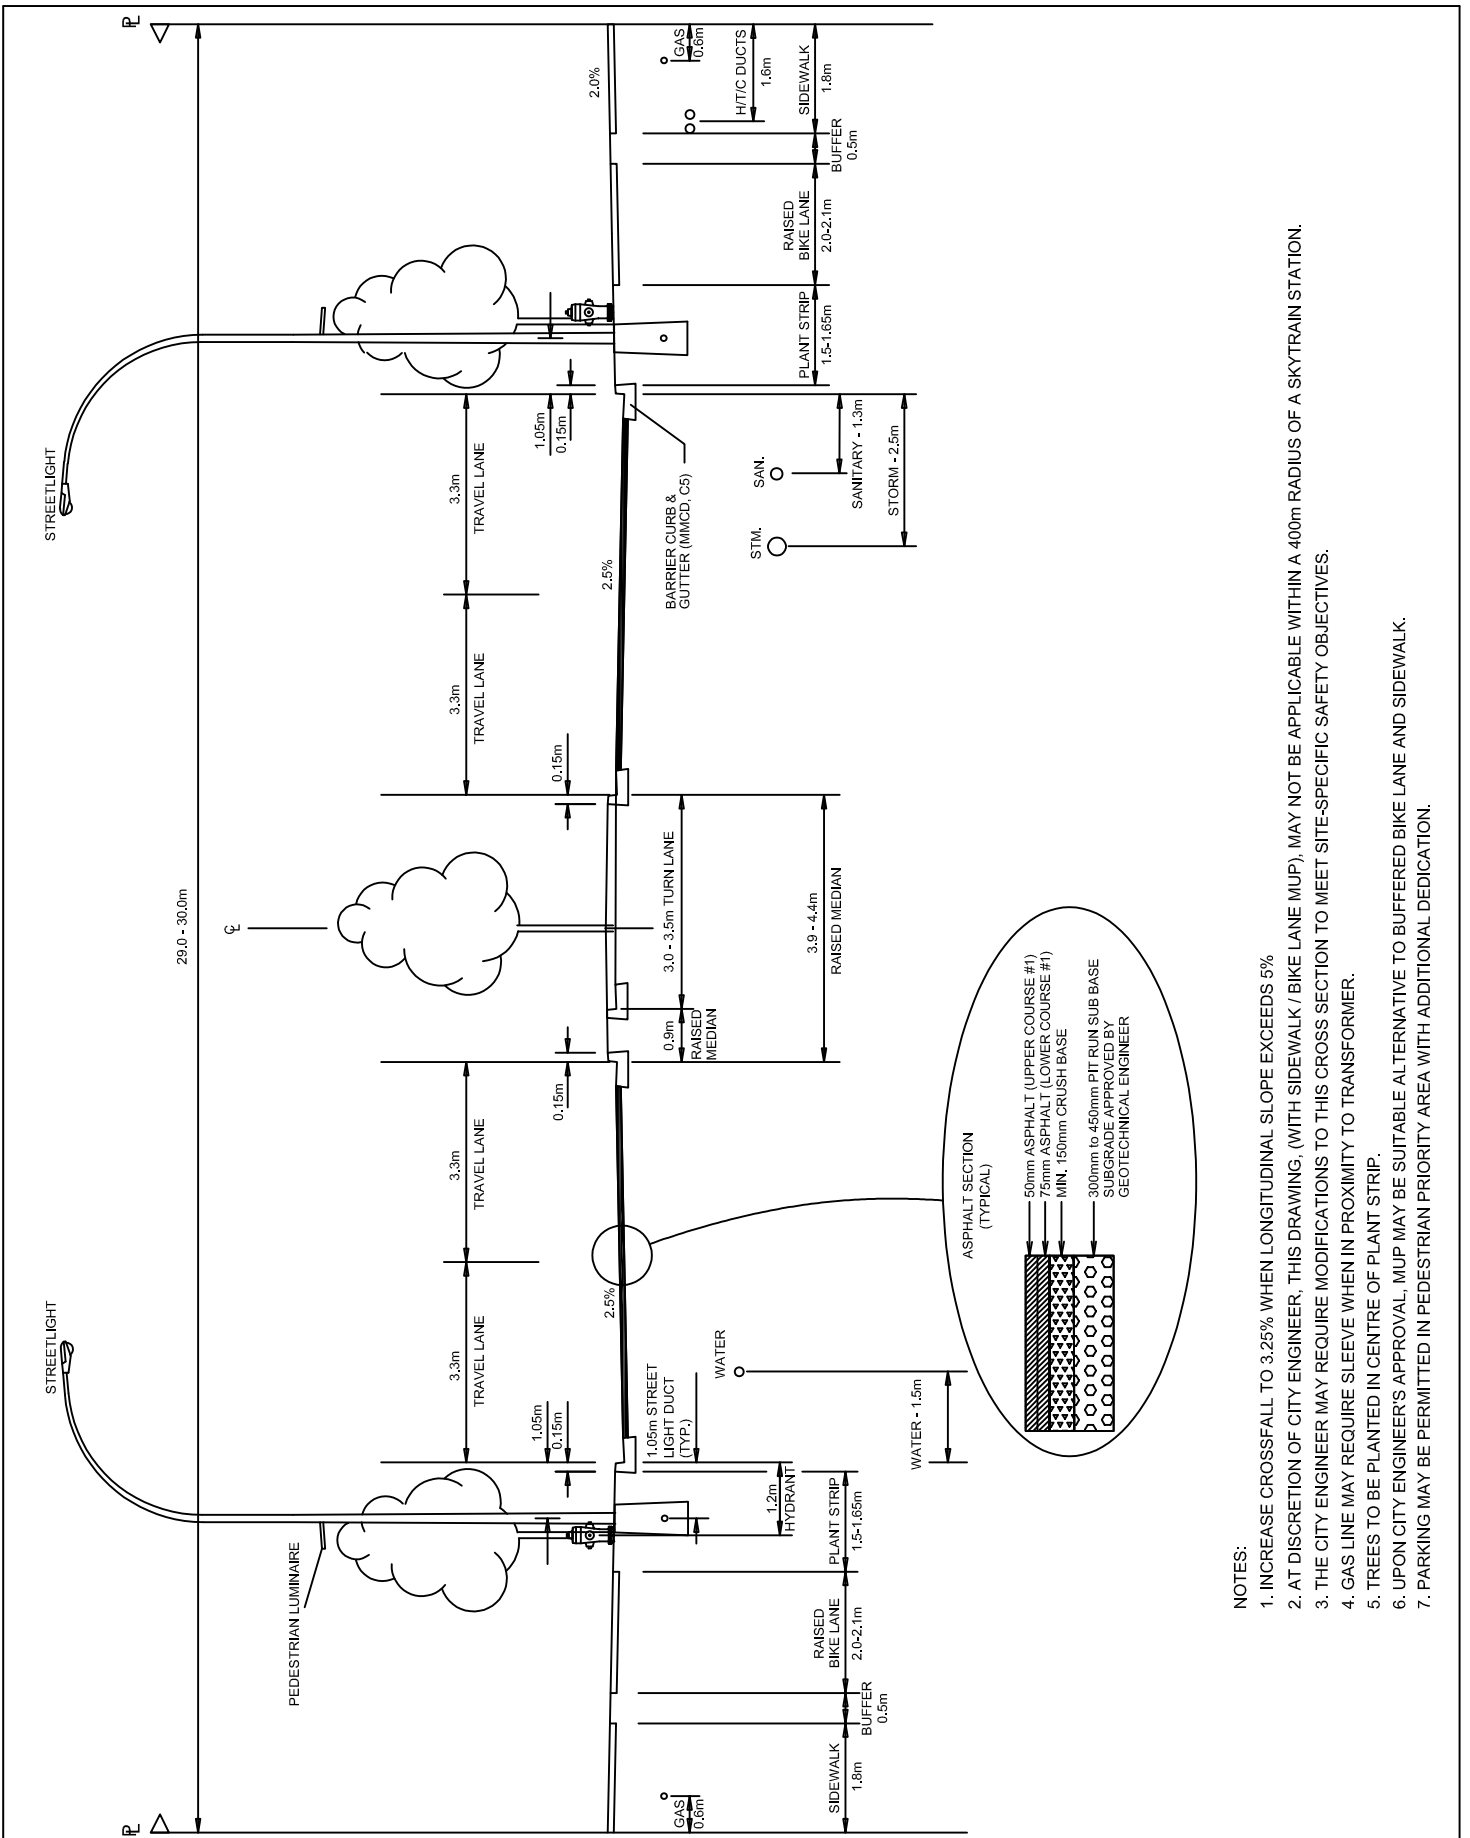 ℄
29.0 - 30.0m
STREETLIGHT
STREETLIGHT
PEDESTRIAN LUMINAIRE
3.3m
TRAVEL LANE
3.3m
TRAVEL LANE
3.3m
TRAVEL LANE
3.3m
TRAVEL LANE
1.05m
0.15m
0.15m
0.15m
1.05m
0.15m
2.5%
2.5%
2.0%
GAS
0.6m
SIDEWALK
1.8m
BUFFER
0.5m
RAISED
BIKE LANE
2.0-2.1m
PLANT STRIP
1.5-1.65m
1.2m
HYDRANT
1.05m STREET
LIGHT DUCT
(TYP.)
WATER
WATER - 1.5m
0.9m
RAISED
MEDIAN
3.0 - 3.5m TURN LANE
3.9 - 4.4m
RAISED MEDIAN
BARRIER CURB &
GUTTER (MMCD, C5)
STM.
SAN.
SANITARY - 1.3m
STORM - 2.5m
PLANT STRIP
1.5-1.65m
RAISED
BIKE LANE
2.0-2.1m
BUFFER
0.5m
SIDEWALK
1.8m
H/T/C DUCTS
1.6m
GAS
0.6m
ASPHALT SECTION
(TYPICAL)
50mm ASPHALT (UPPER COURSE #1)
75mm ASPHALT (LOWER COURSE #1)
MIN. 150mm CRUSH BASE
300mm to 450mm PIT RUN SUB BASE
SUBGRADE APPROVED BY
GEOTECHNICAL ENGINEER
NOTES:
1. INCREASE CROSSFALL TO 3.25% WHEN LONGITUDINAL SLOPE EXCEEDS 5%
2. AT DISCRETION OF CITY ENGINEER, THIS DRAWING, (WITH SIDEWALK / BIKE LANE MUP), MAY NOT BE APPLICABLE WITHIN A 400m RADIUS OF A SKYTRAIN STATION.
3. THE CITY ENGINEER MAY REQUIRE MODIFICATIONS TO THIS CROSS SECTION TO MEET SITE-SPECIFIC SAFETY OBJECTIVES.
4. GAS LINE MAY REQUIRE SLEEVE WHEN IN PROXIMITY TO TRANSFORMER.
5. TREES TO BE PLANTED IN CENTRE OF PLANT STRIP.
6. UPON CITY ENGINEER'S APPROVAL, MUP MAY BE SUITABLE ALTERNATIVE TO BUFFERED BIKE LANE AND SIDEWALK.
7. PARKING MAY BE PERMITTED IN PEDESTRIAN PRIORITY AREA WITH ADDITIONAL DEDICATION.